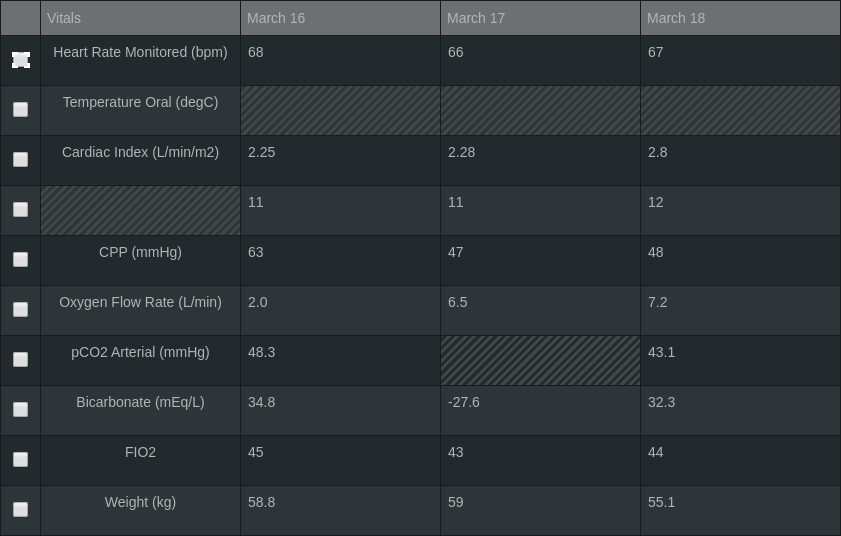 Vitals March 16 March 17 March 18
Heart Rate Monitored (bpm) 68 66 67
Temperature Oral (degC)
Cardiac Index (L/min/m2) 2.25 2.28 2.8
11 11 12
CPP (mmHg) 63 47 48
Oxygen Flow Rate (L/min) 2.0 6.5 7.2
pCO2 Arterial (mmHg) 48.3 43.1
Bicarbonate (mEq/L) 34.8 -27.6 32.3
FIO2 45 43 44
Weight (kg) 58.8 59 55.1